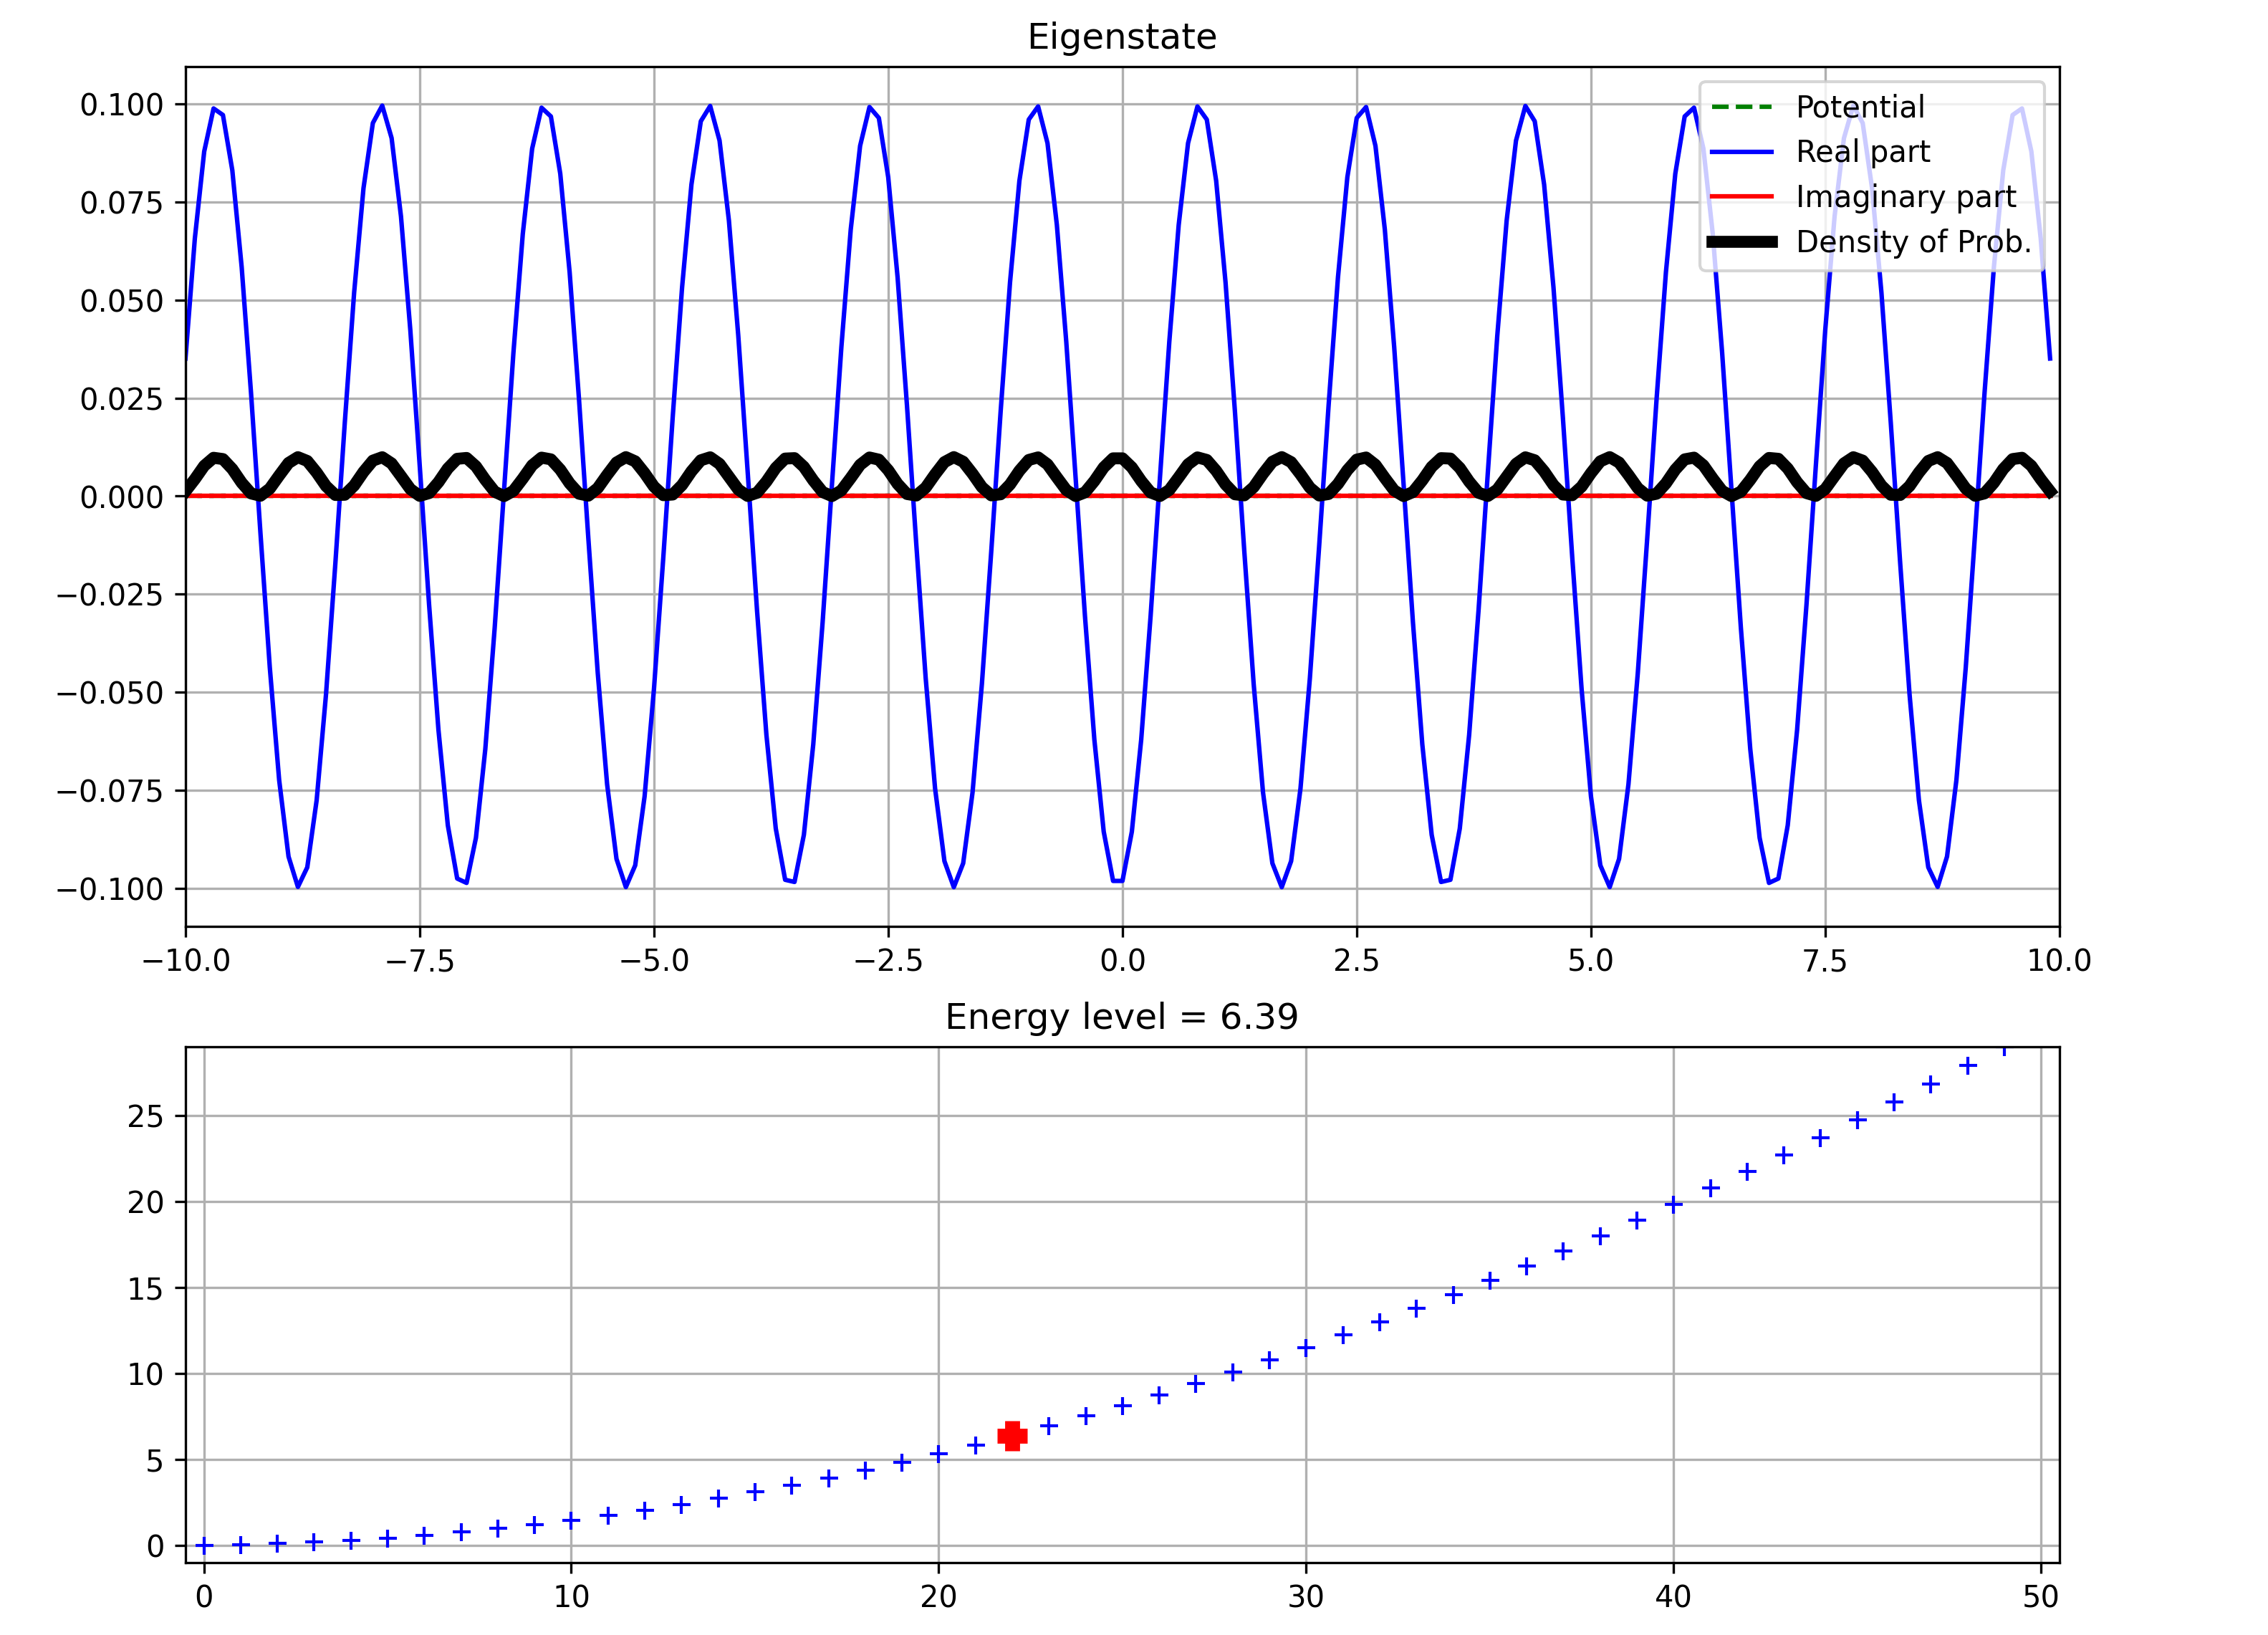 Eigenstate
0.100
0.075
0.050
0.025
0.000
−0.025
−0.050
−0.075
−0.100
Potential
Real part
Imaginary part
Density of Prob.
−10.0 −7.5 −5.0 −2.5 0.0 2.5 5.0 7.5 10.0
Energy level = 6.39
25
20
15
10
5
0
0 10 20 30 40 50